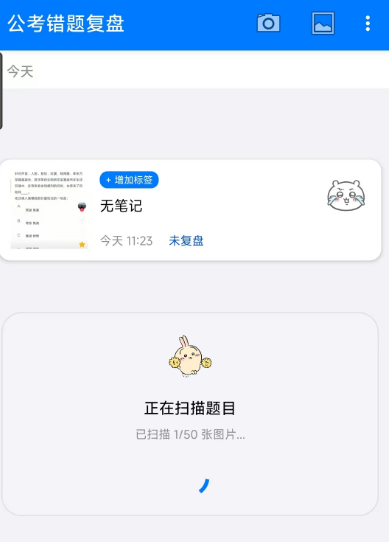 公考错题复盘
今天
+ 增加标签
无笔记
今天 11:23
未复盘
正在扫描题目
已扫描 1/50 张图片...